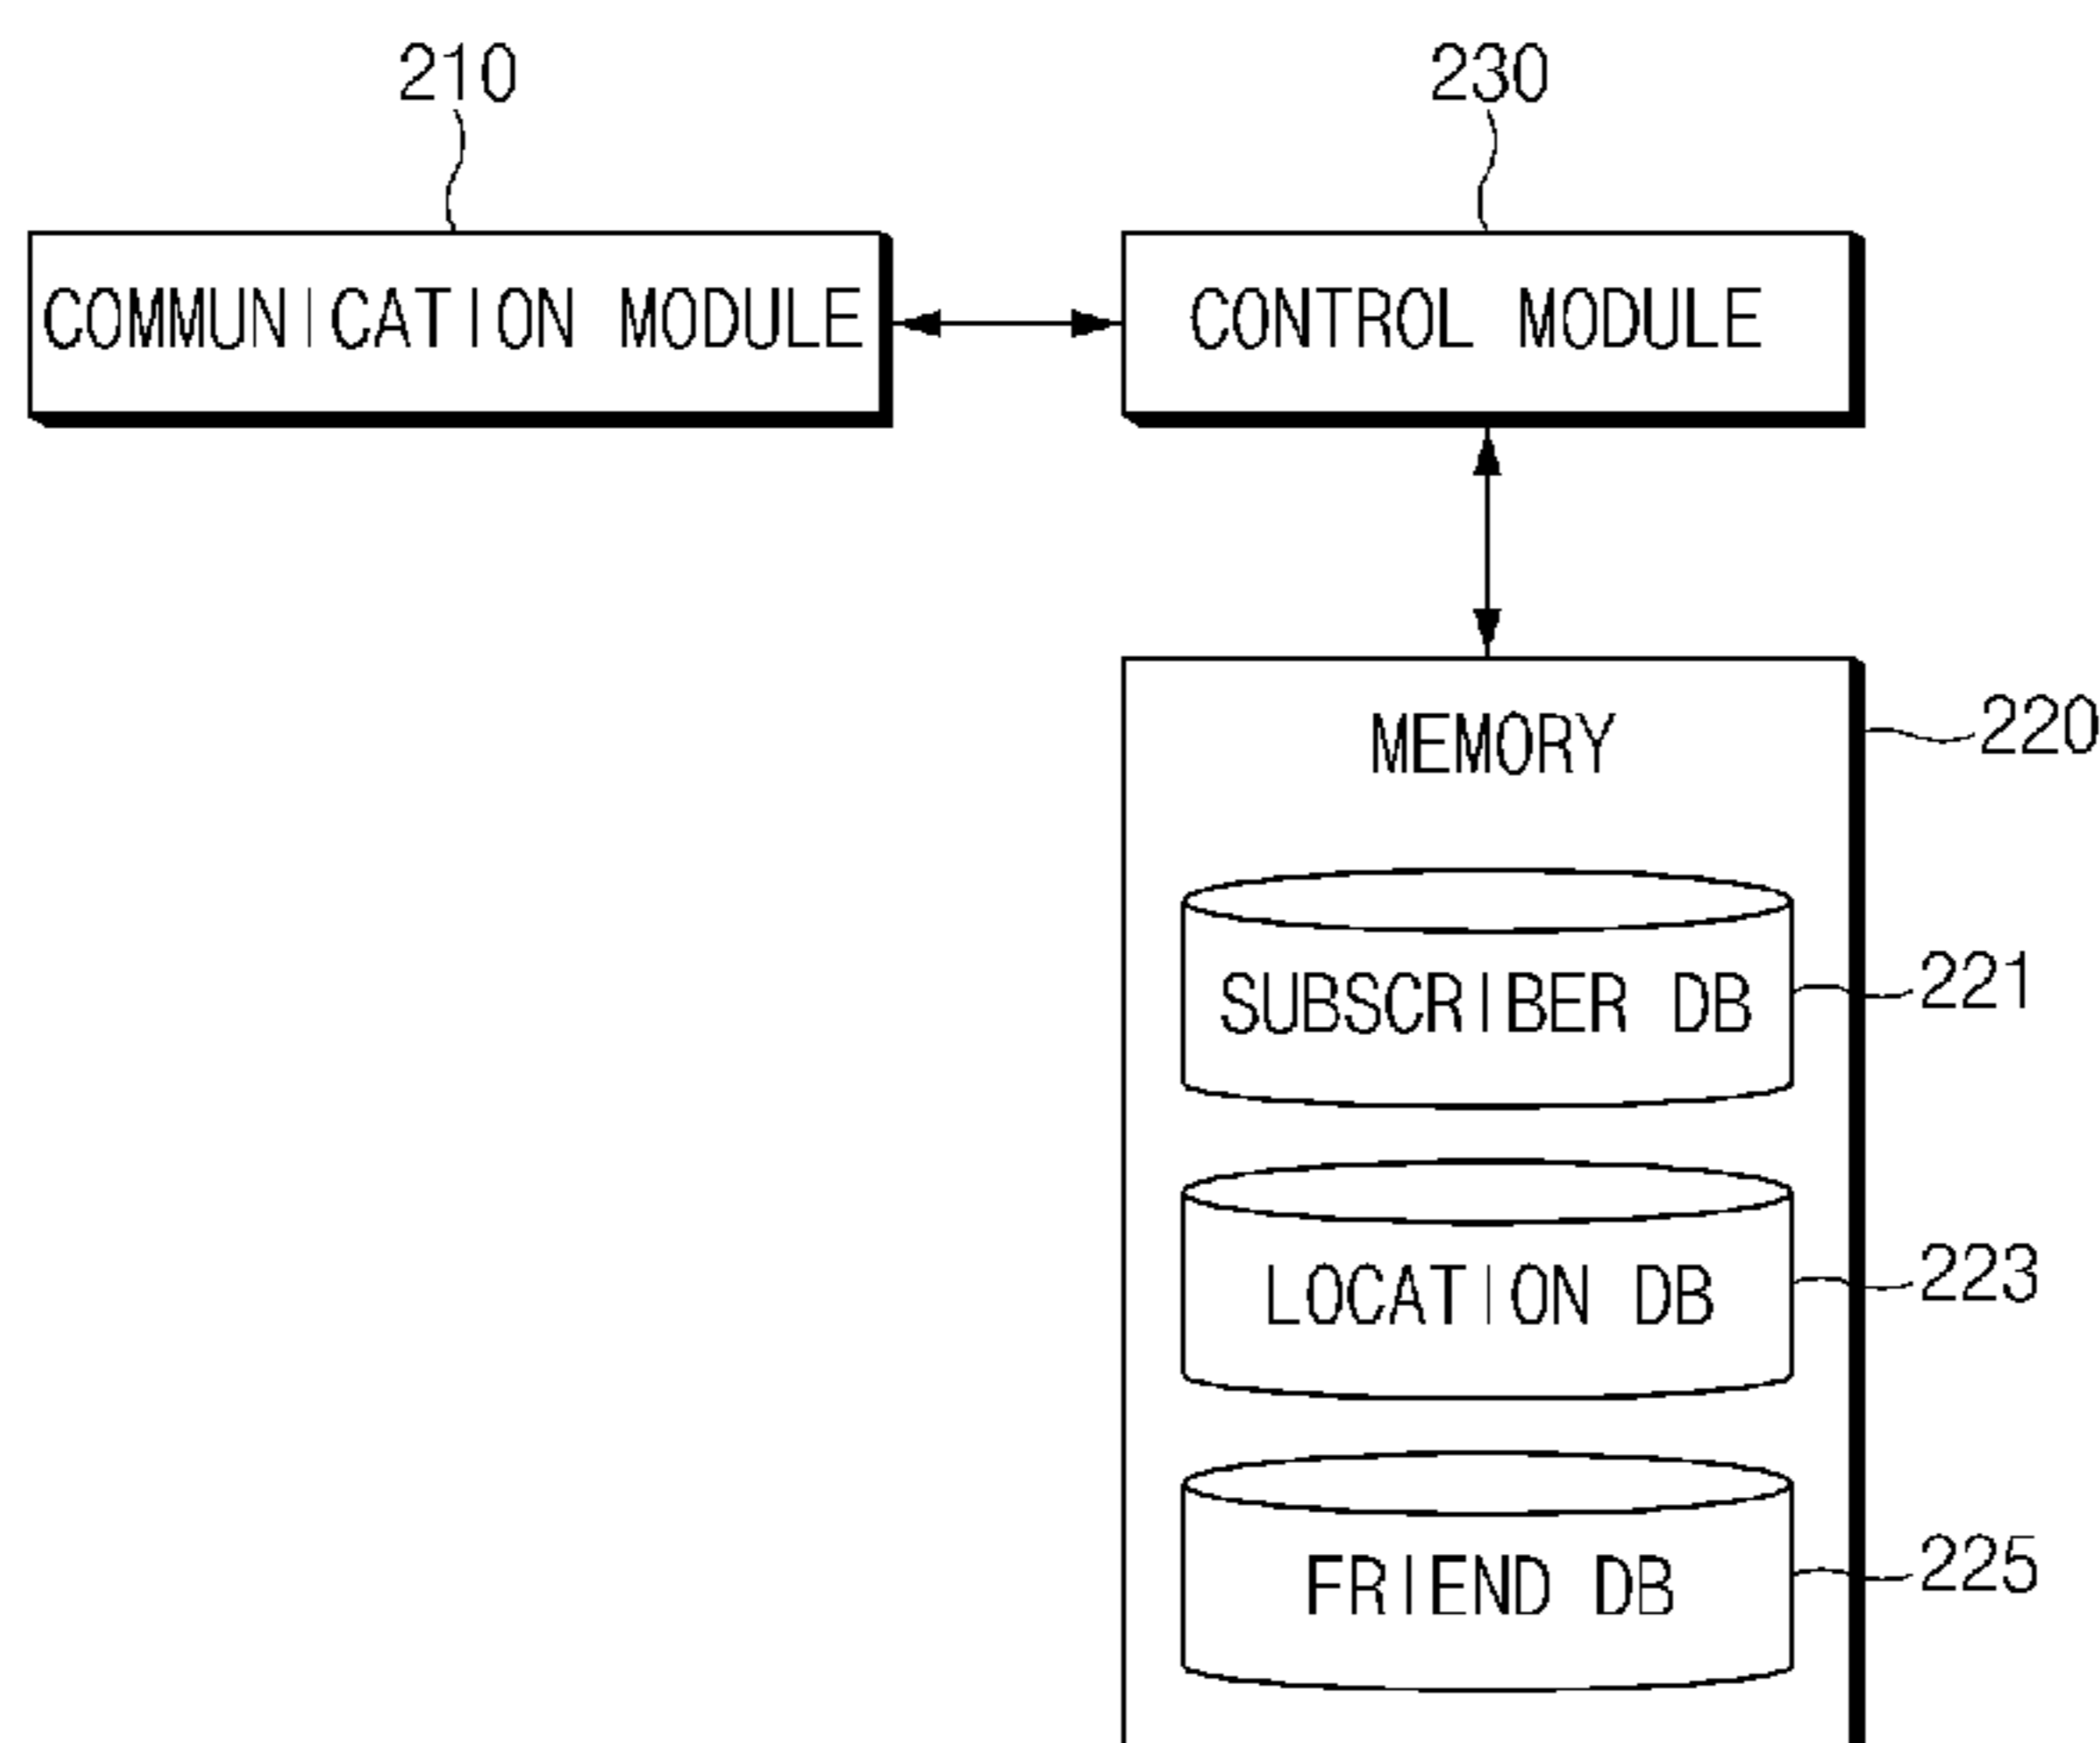 210
230
COMMUNICATION MODULE
CONTROL MODULE
MEMORY
220
SUBSCRIBER DB
221
LOCATION DB
223
FRIEND DB
225